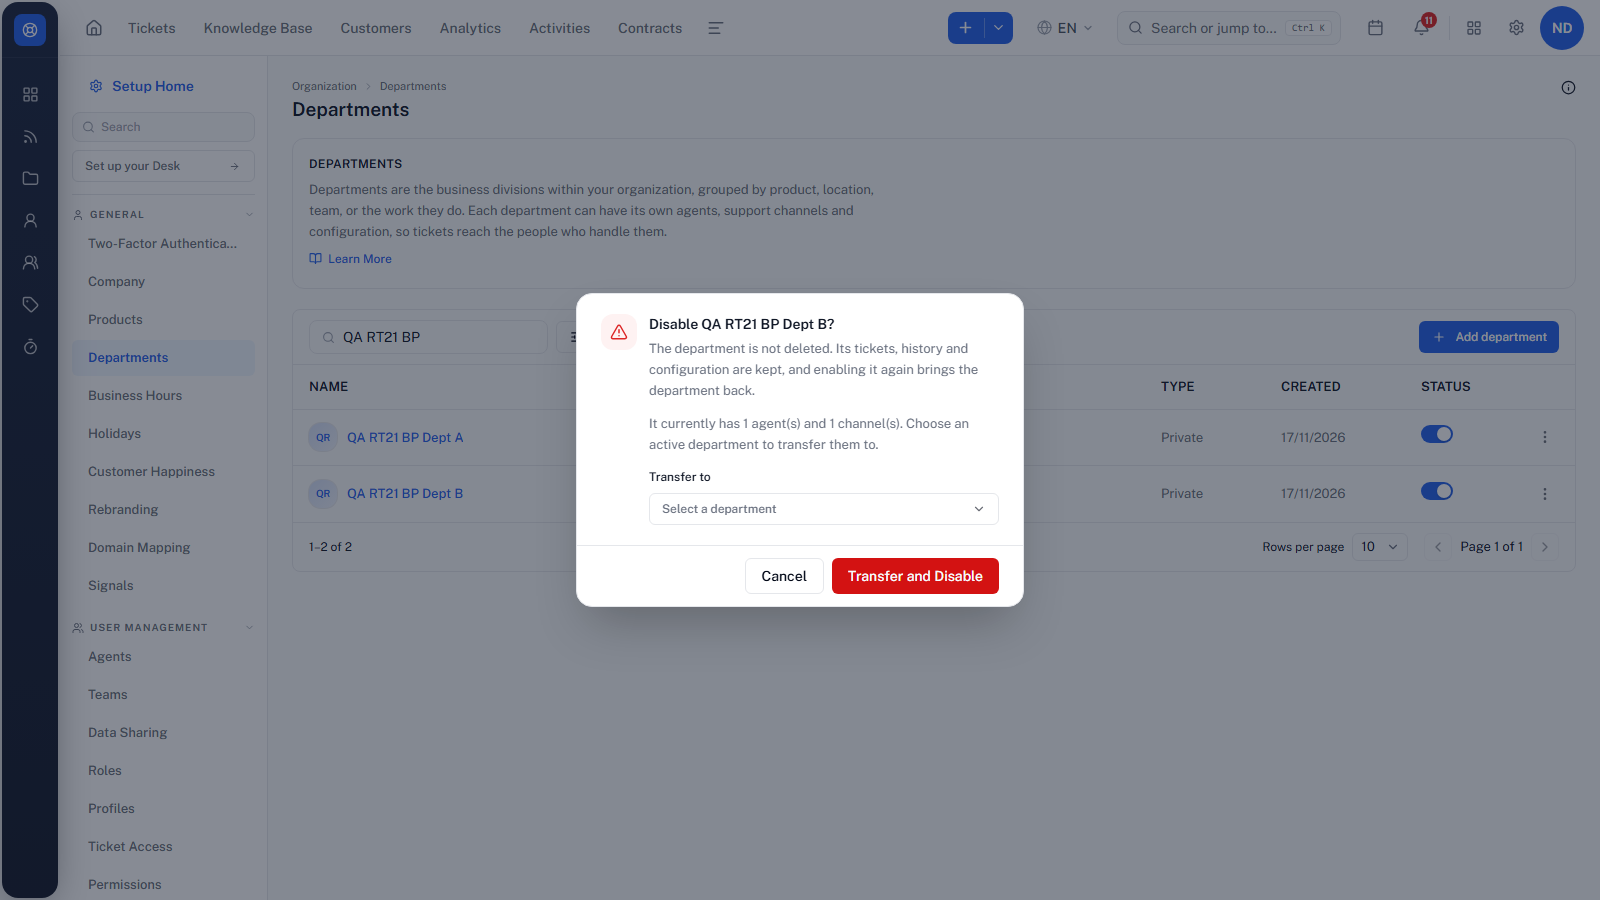 Tickets
Knowledge Base
Customers
Analytics
Activities
Contracts
EN
Search or jump to...
Ctrl K
11
ND
Setup Home
Search
Set up your Desk
GENERAL
Two-Factor Authentica...
Company
Products
Departments
Business Hours
Holidays
Customer Happiness
Rebranding
Domain Mapping
Signals
USER MANAGEMENT
Agents
Teams
Data Sharing
Roles
Profiles
Ticket Access
Permissions
Organization
Departments
Departments
DEPARTMENTS
Departments are the business divisions within your organization, grouped by product, location,
team, or the work they do. Each department can have its own agents, support channels and
configuration, so tickets reach the people who handle them.
Learn More
QA RT21 BP
Add department
NAME
TYPE
CREATED
STATUS
QR
QA RT21 BP Dept A
Private
17/11/2026
QR
QA RT21 BP Dept B
Private
17/11/2026
1–2 of 2
Rows per page
10
Page 1 of 1
Disable QA RT21 BP Dept B?
The department is not deleted. Its tickets, history and
configuration are kept, and enabling it again brings the
department back.
It currently has 1 agent(s) and 1 channel(s). Choose an
active department to transfer them to.
Transfer to
Select a department
Cancel
Transfer and Disable